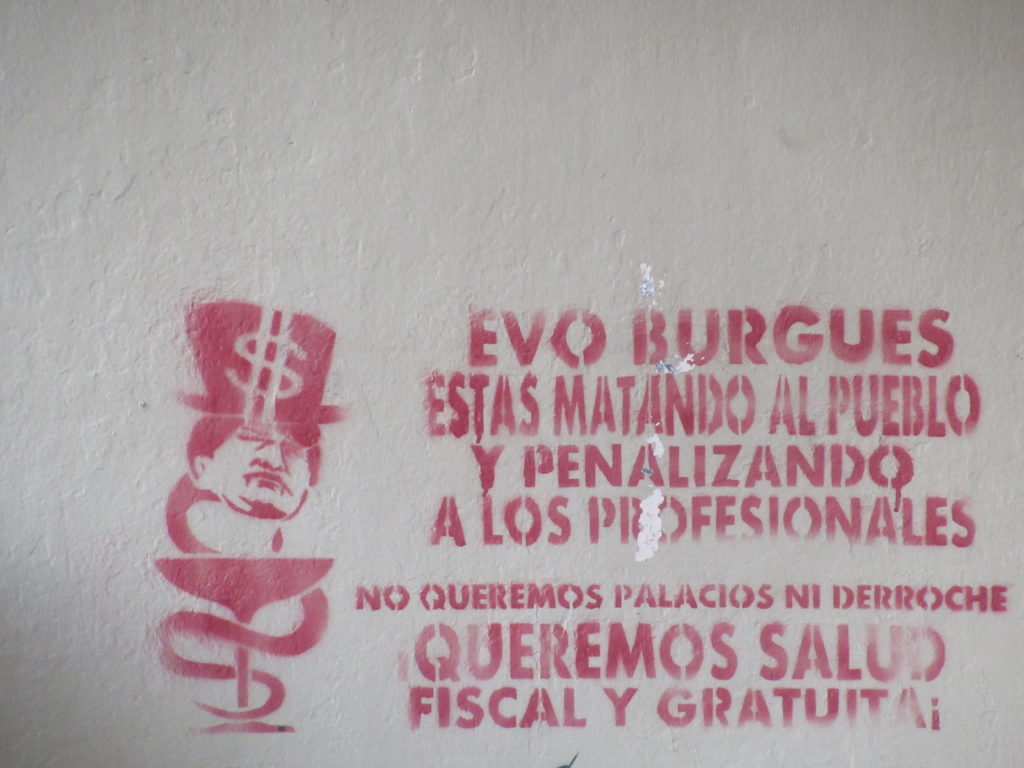 $
EVO BURGUES
ESTAS MATANDO AL PUEBLO
Y PENALIZANDO
A LOS PROFESIONALES
NO QUEREMOS PALACIOS NI DERROCHE
¡QUEREMOS SALUD
FISCAL Y GRATUITA¡